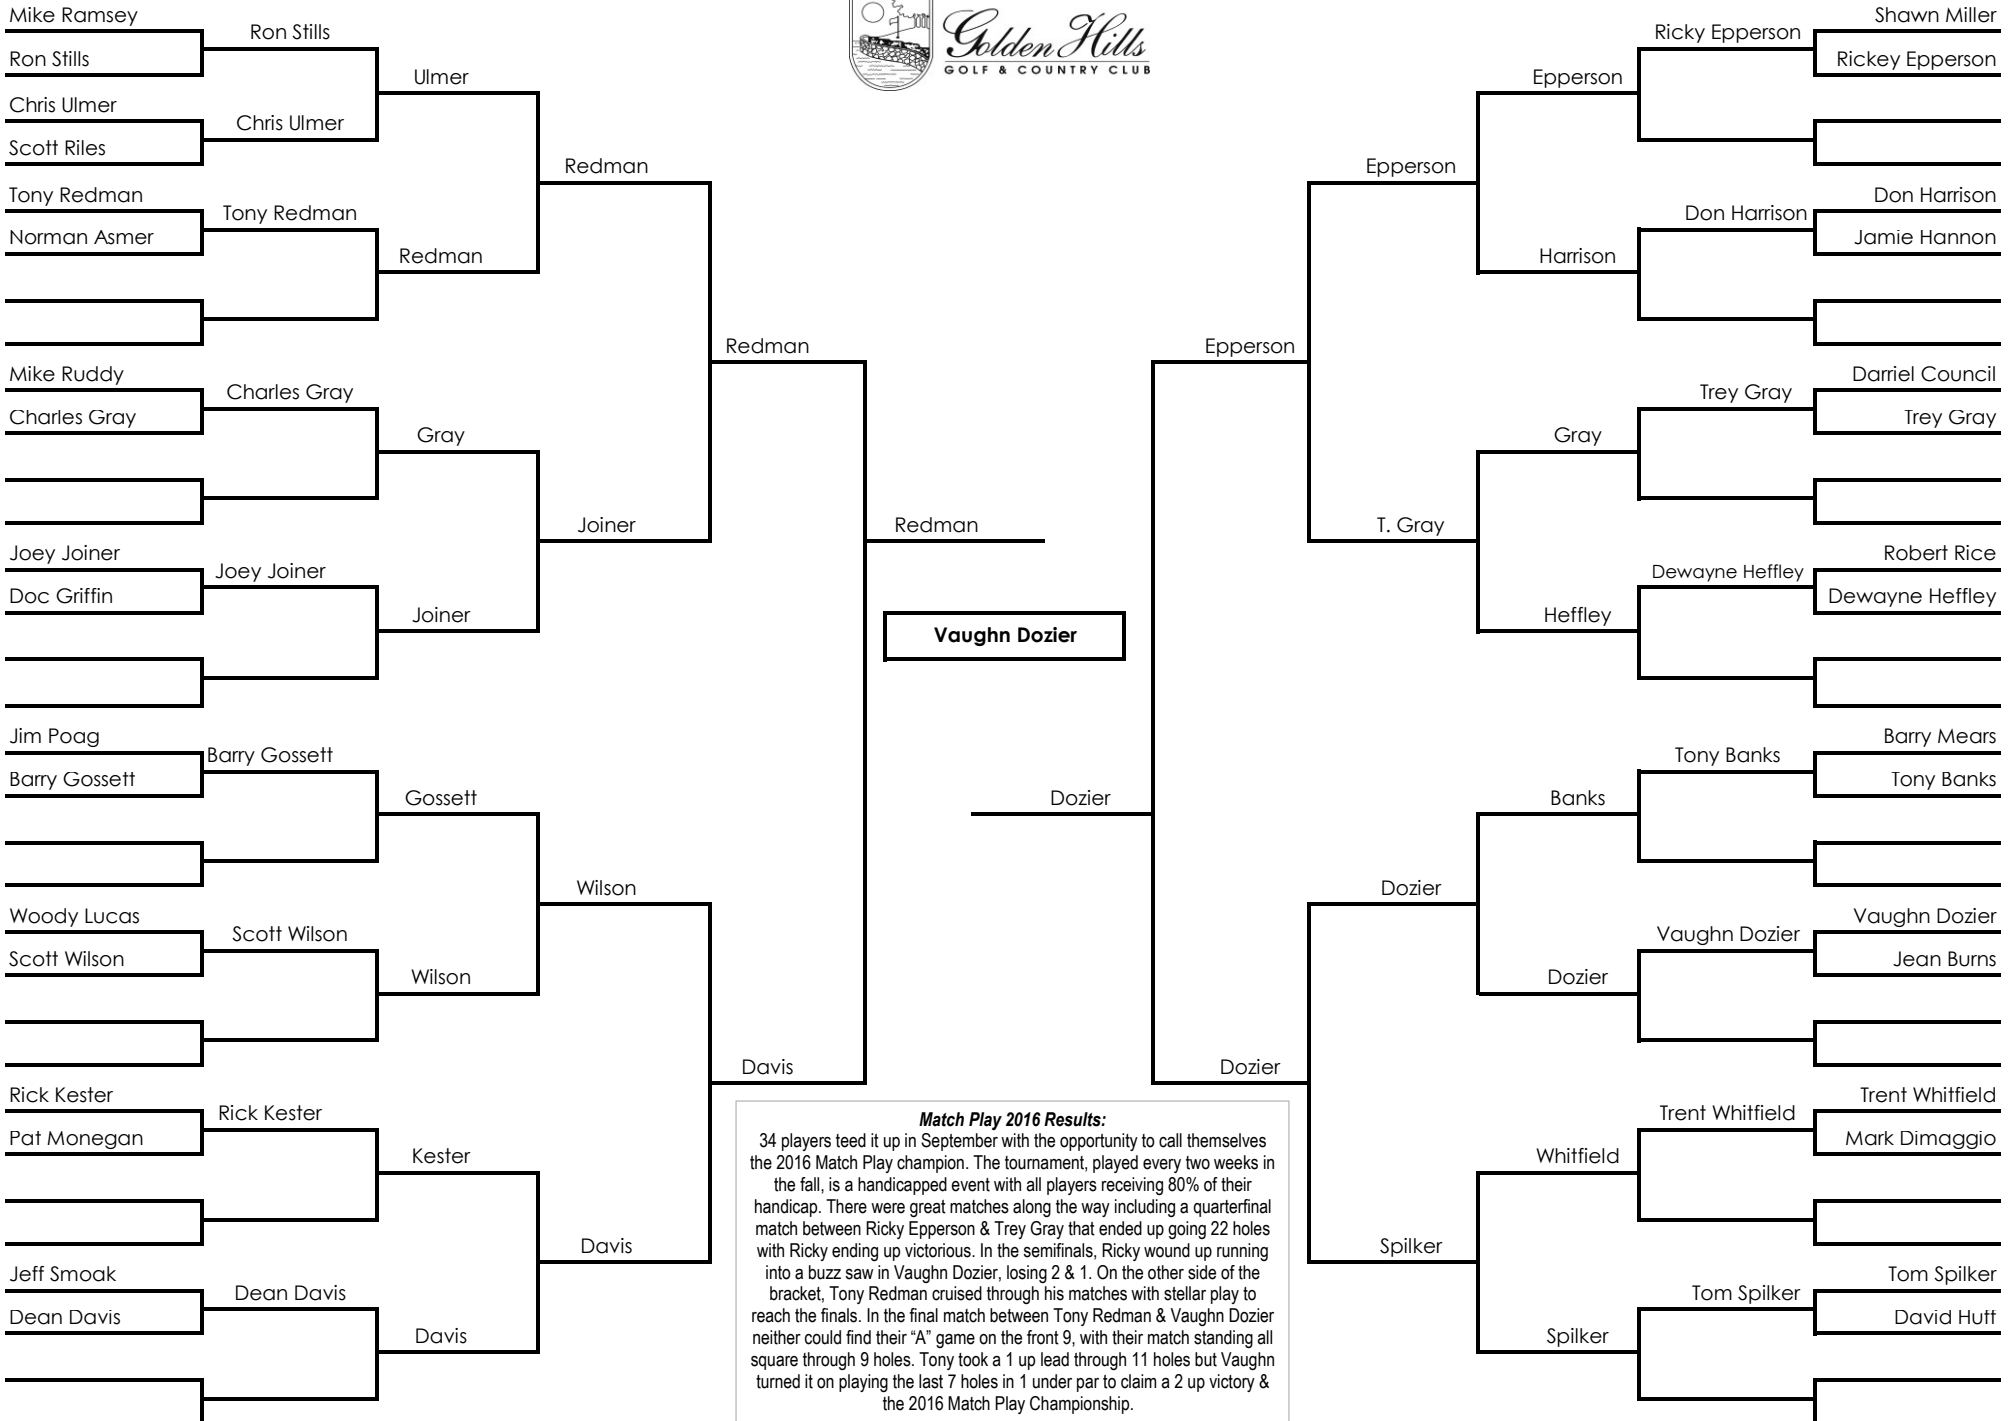 Golden Hills
GOLF & COUNTRY CLUB
Mike Ramsey
Ron Stills
Chris Ulmer
Scott Riles
Tony Redman
Norman Asmer
Mike Ruddy
Charles Gray
Joey Joiner
Doc Griffin
Jim Poag
Barry Gossett
Woody Lucas
Scott Wilson
Rick Kester
Pat Monegan
Jeff Smoak
Dean Davis
Ron Stills
Chris Ulmer
Tony Redman
Charles Gray
Joey Joiner
Barry Gossett
Scott Wilson
Rick Kester
Dean Davis
Ulmer
Redman
Gray
Joiner
Gossett
Wilson
Kester
Davis
Redman
Joiner
Wilson
Davis
Redman
Davis
Redman
Vaughn Dozier
Dozier
Epperson
Dozier
Epperson
T. Gray
Dozier
Spilker
Epperson
Harrison
Gray
Heffley
Banks
Dozier
Whitfield
Spilker
Ricky Epperson
Don Harrison
Trey Gray
Dewayne Heffley
Tony Banks
Vaughn Dozier
Trent Whitfield
Tom Spilker
Shawn Miller
Rickey Epperson
Don Harrison
Jamie Hannon
Darriel Council
Trey Gray
Robert Rice
Dewayne Heffley
Barry Mears
Tony Banks
Vaughn Dozier
Jean Burns
Trent Whitfield
Mark Dimaggio
Tom Spilker
David Huff
Match Play 2016 Results:
34 players teed it up in September with the opportunity to call themselves
the 2016 Match Play champion. The tournament, played every two weeks in
the fall, is a handicapped event with all players receiving 80% of their
handicap. There were great matches along the way including a quarterfinal
match between Ricky Epperson & Trey Gray that ended up going 22 holes
with Ricky ending up victorious. In the semifinals, Ricky wound up running
into a buzz saw in Vaughn Dozier, losing 2 & 1. On the other side of the
bracket, Tony Redman cruised through his matches with stellar play to
reach the finals. In the final match between Tony Redman & Vaughn Dozier
neither could find their “A” game on the front 9, with their match standing all
square through 9 holes. Tony took a 1 up lead through 11 holes but Vaughn
turned it on playing the last 7 holes in 1 under par to claim a 2 up victory &
the 2016 Match Play Championship.